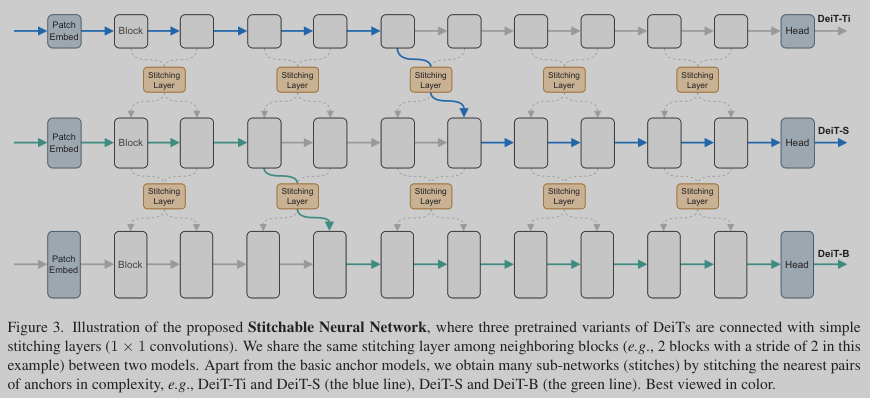 DeiT-Ti
Patch
Embed
Block
Head
Stitching
Layer
Stitching
Layer
Stitching
Layer
Stitching
Layer
Stitching
Layer
DeiT-S
Patch
Embed
Block
Head
Stitching
Layer
Stitching
Layer
Stitching
Layer
Stitching
Layer
Stitching
Layer
DeiT-B
Patch
Embed
Block
Head
Figure 3. Illustration of the proposed Stitchable Neural Network, where three pretrained variants of DeiTs are connected with simple
stitching layers (1 × 1 convolutions). We share the same stitching layer among neighboring blocks (e.g., 2 blocks with a stride of 2 in this
example) between two models. Apart from the basic anchor models, we obtain many sub-networks (stitches) by stitching the nearest pairs
of anchors in complexity, e.g., DeiT-Ti and DeiT-S (the blue line), DeiT-S and DeiT-B (the green line). Best viewed in color.